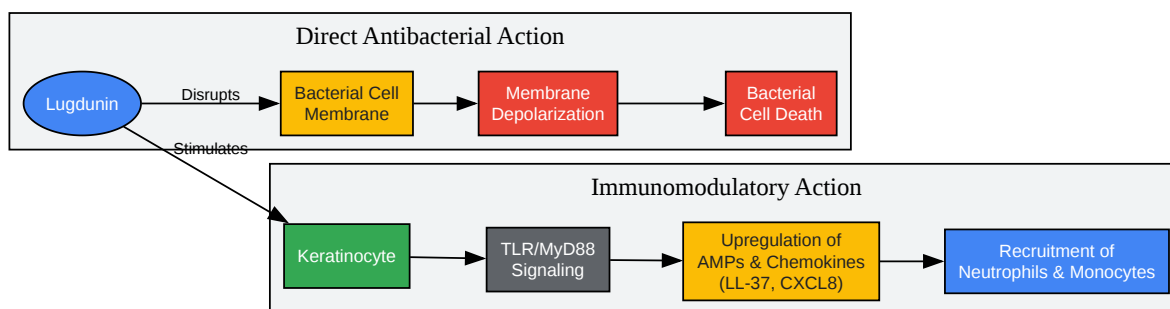 Direct Antibacterial Action
Lugdunin
Disrupts
Bacterial Cell
Membrane
Membrane
Depolarization
Bacterial
Cell Death
Stimulates
Immunomodulatory Action
Keratinocyte
TLR/MyD88
Signaling
Upregulation of
AMPs & Chemokines
(LL-37, CXCL8)
Recruitment of
Neutrophils & Monocytes